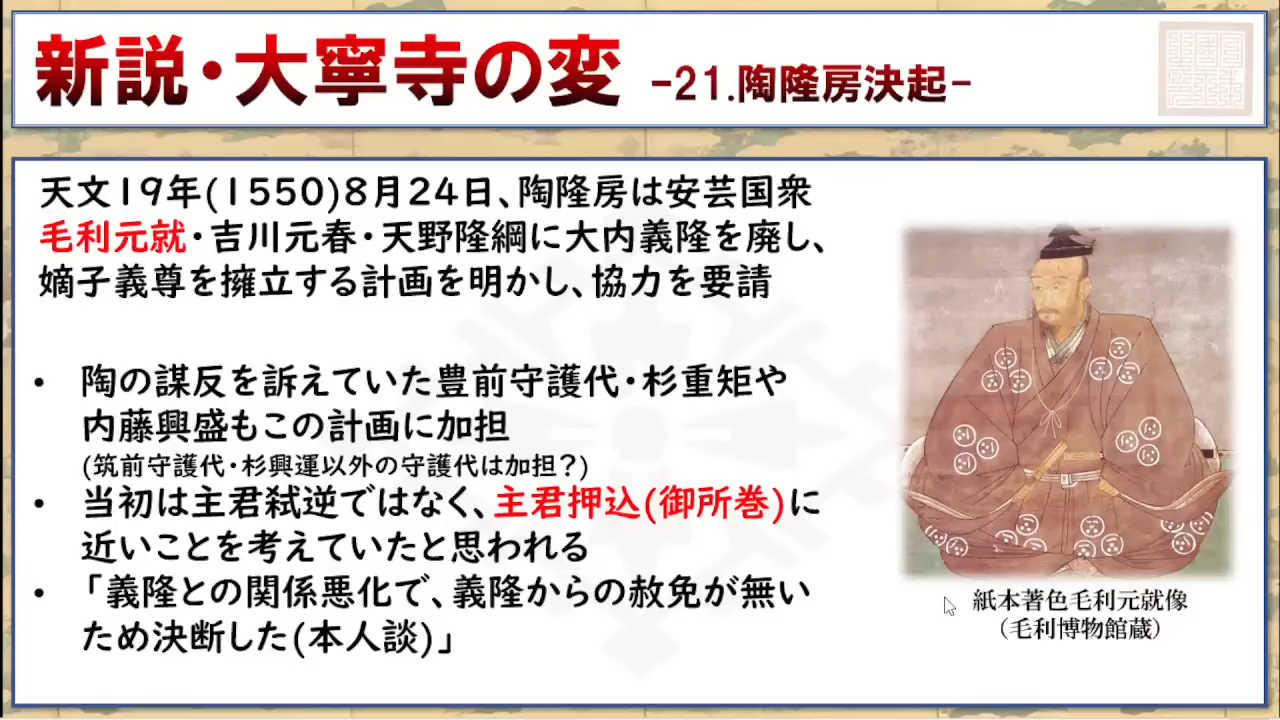 新説・大寧寺の変 -21.陶隆房決起-
天文19年(1550)8月24日、陶隆房は安芸国衆
毛利元就・吉川元春・天野隆綱に大内義隆を廃し、
嫡子義尊を擁立する計画を明かし、協力を要請
• 陶の謀反を訴えていた豊前守護代・杉重矩や
内藤興盛もこの計画に加担
(筑前守護代・杉興運以外の守護代は加担?)
• 当初は主君弑逆ではなく、主君押込(御所巻)に
近いことを考えていたと思われる
• 「義隆との関係悪化で、義隆からの赦免が無い
ため決断した(本人談)」
紙本著色毛利元就像
(毛利博物館蔵)